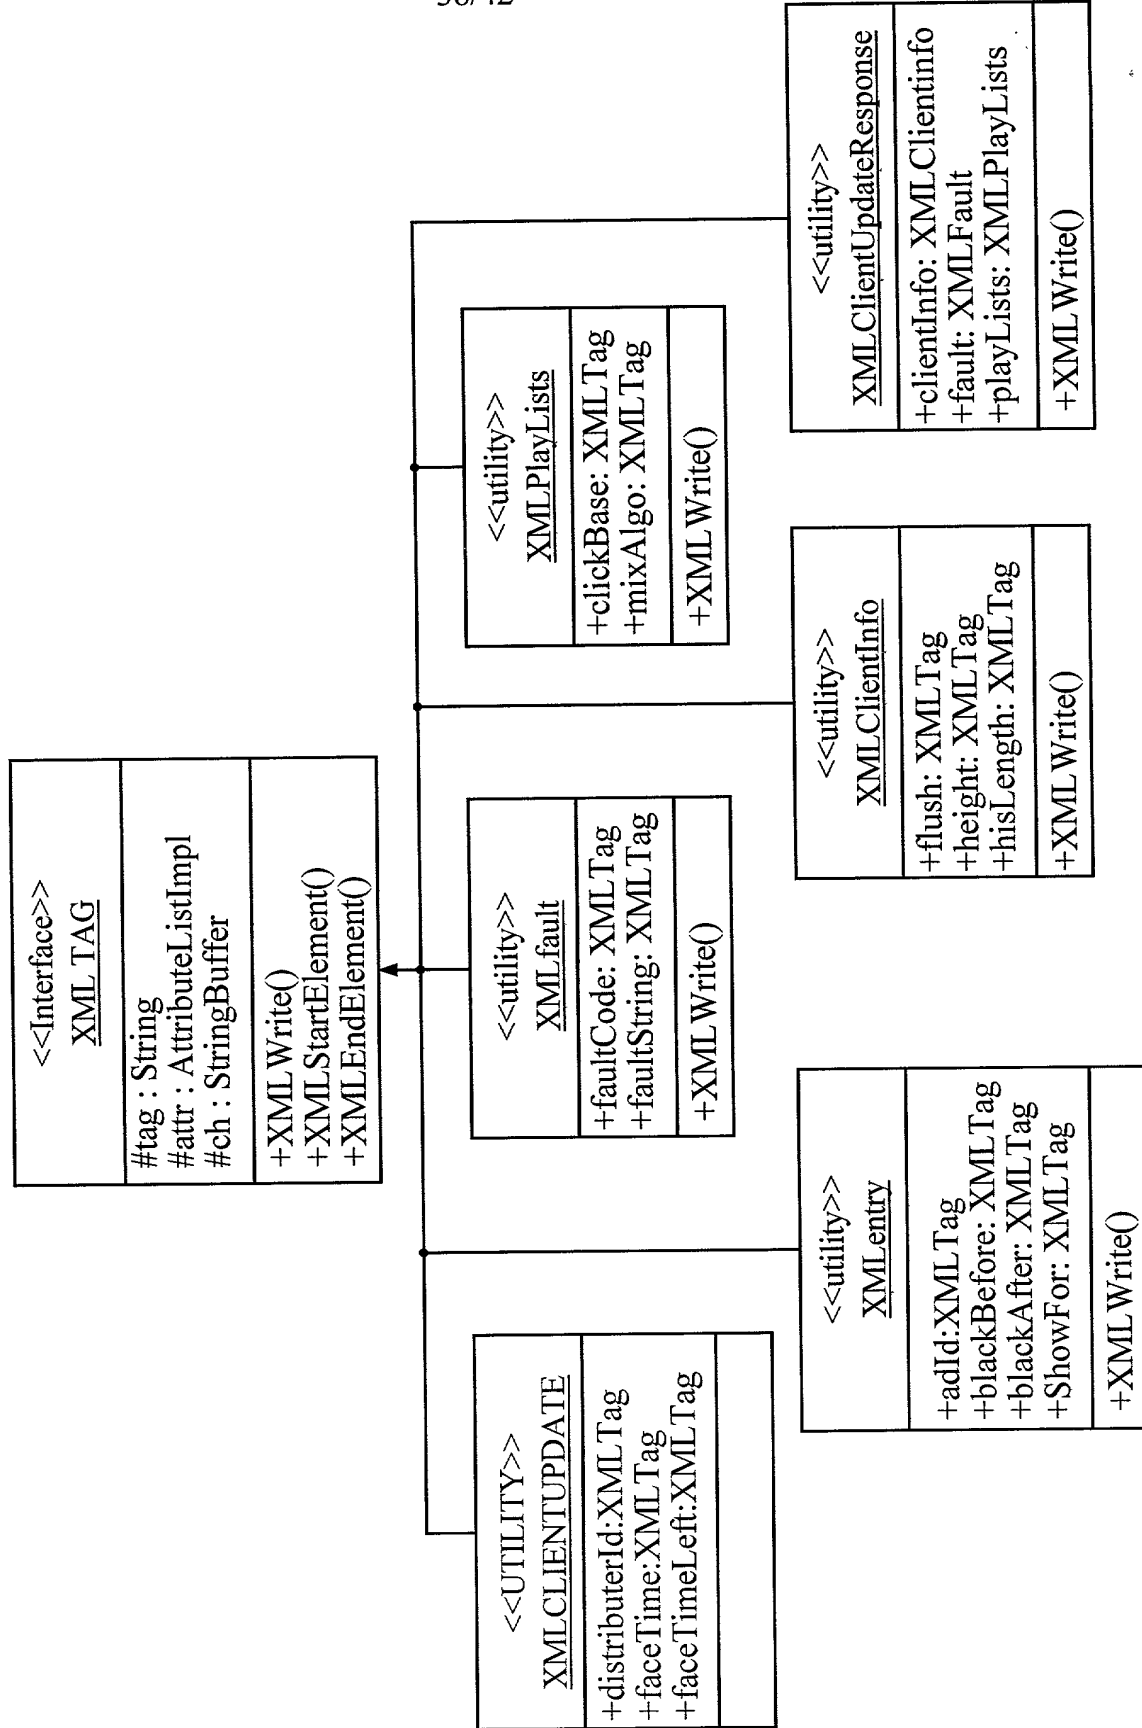 <<Interface>>
XMLTAG
#tag : String
#attr : AttributeListImpl
#ch : StringBuffer
+XMLWrite()
+XMLStartElement()
+XMLEndElement()
<<UTILITY>>
XMLCLIENTUPDATE
+distributerId:XMLTag
+faceTime:XMLTag
+faceTimeLeft:XMLTag
<<utility>>
XMLfault
+faultCode: XMLTag
+faultString: XMLTag
+XMLWrite()
<<utility>>
XMLPlayLists
+clickBase: XMLTag
+mixAlgo: XMLTag
+XMLWrite()
<<utility>>
XMLentry
+adId:XMLTag
+blackBefore: XMLTag
+blackAfter: XMLTag
+ShowFor: XMLTag
+XMLWrite()
<<utility>>
XMLClientInfo
+flush: XMLTag
+height: XMLTag
+hisLength: XMLTag
+XMLWrite()
<<utility>>
XMLClientUpdateResponse
+clientInfo: XMLClientinfo
+fault: XMLFault
+playLists: XMLPlayLists
+XMLWrite()